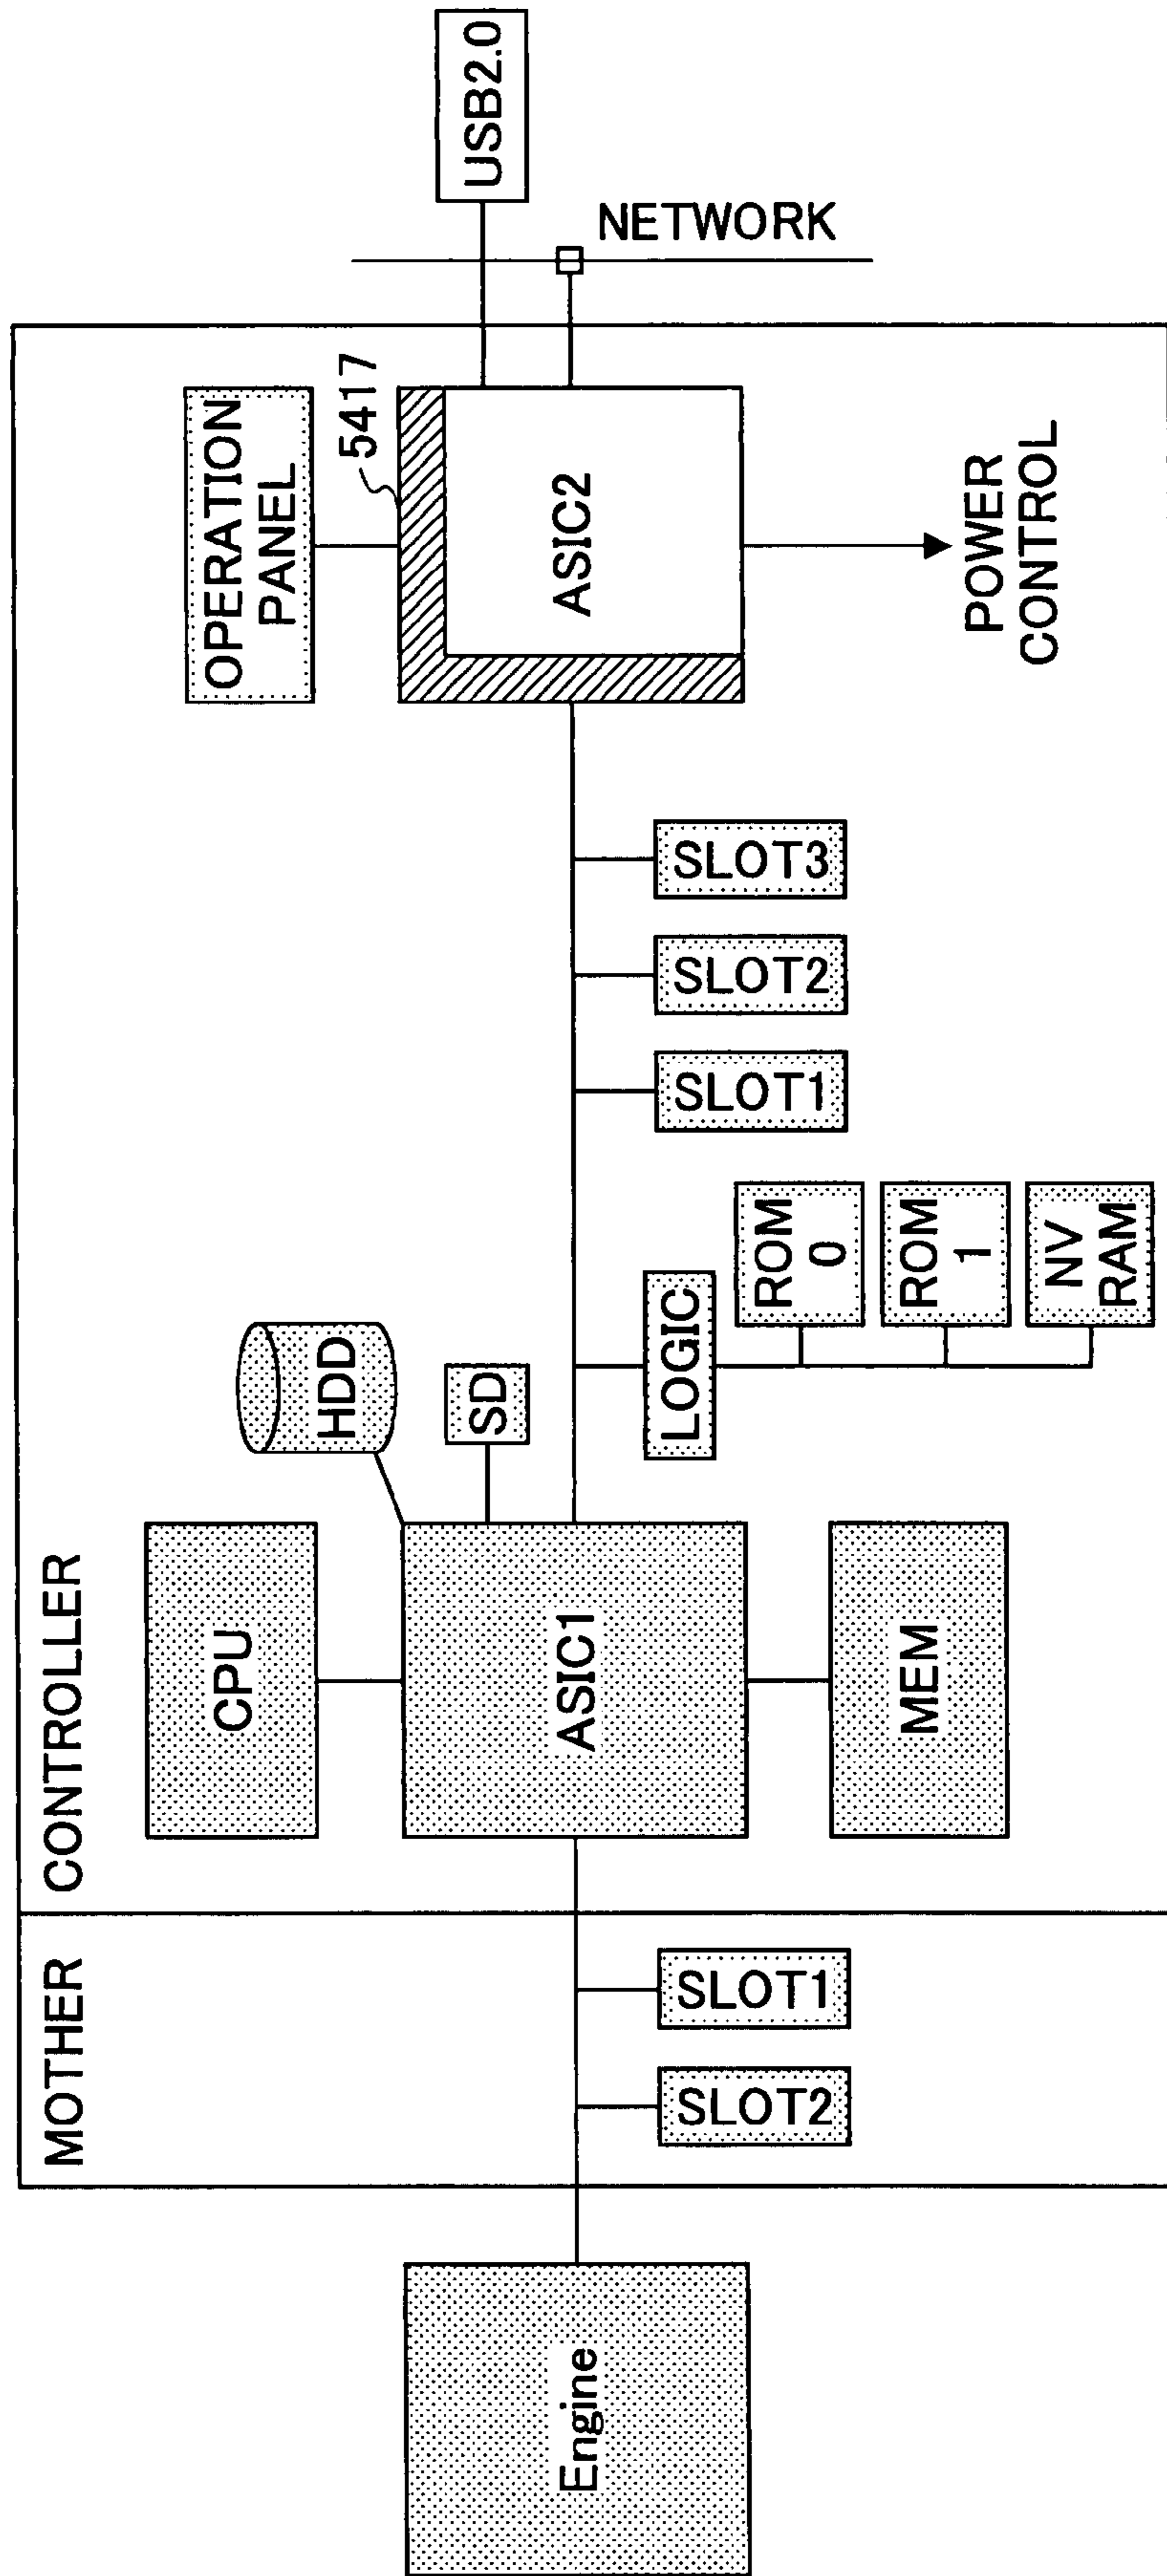 MOTHER
CONTROLLER
Engine
SLOT2
SLOT1
CPU
ASIC1
MEM
HDD
SD
LOGIC
ROM
0
ROM
1
NV
RAM
SLOT1
SLOT2
SLOT3
OPERATION
PANEL
5417
ASIC2
POWER
CONTROL
USB2.0
NETWORK